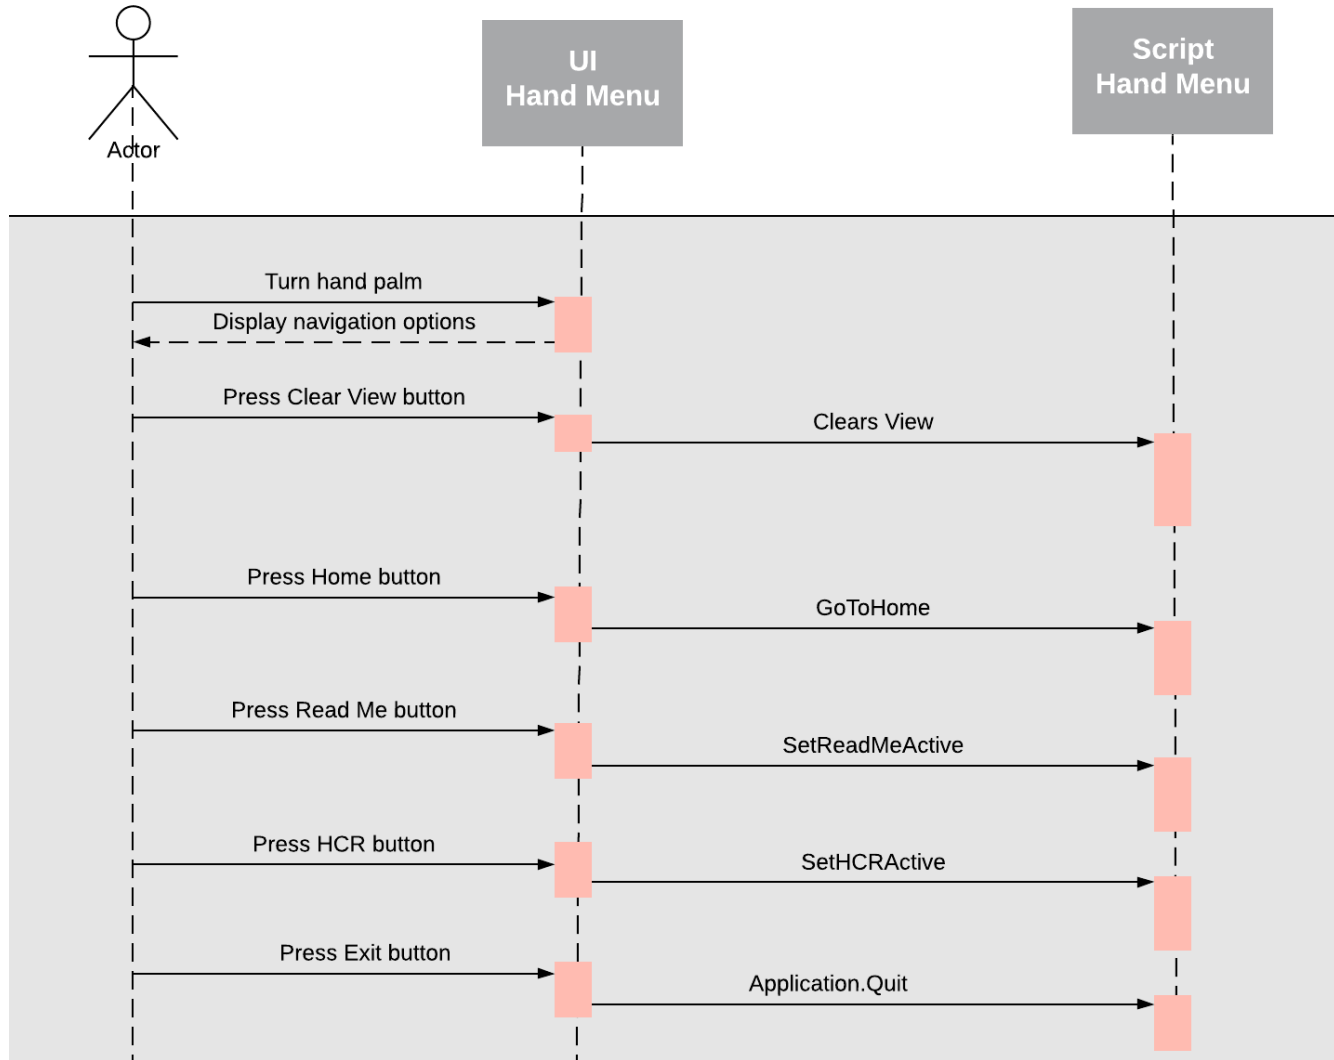 Actor
UI
Hand Menu
Script
Hand Menu
Turn hand palm
Display navigation options
Press Clear View button
Clears View
Press Home button
GoToHome
Press Read Me button
SetReadMeActive
Press HCR button
SetHCRActive
Press Exit button
Application.Quit